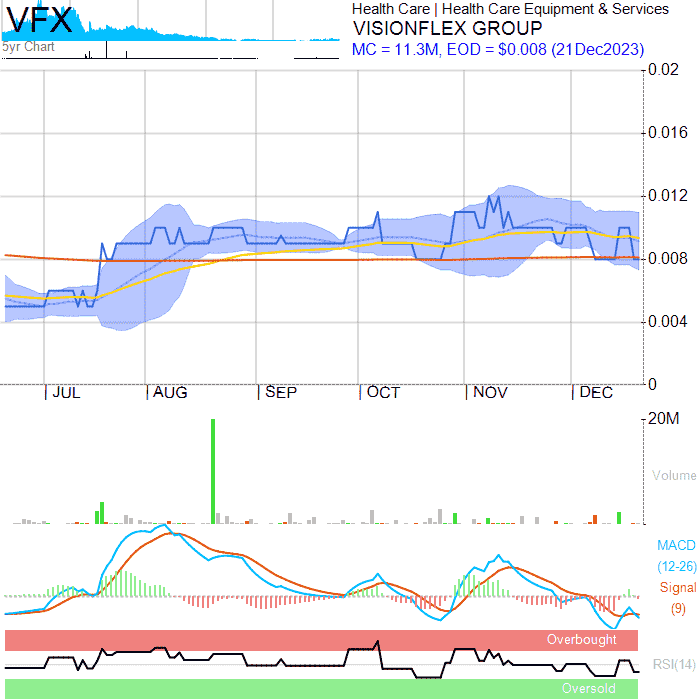 VFX
5yr Chart
Health Care | Health Care Equipment & Services
VISIONFLEX GROUP
MC = 11.3M, EOD = $0.008 (21Dec2023)
0.02
0.016
0.012
0.008
0.004
0
JUL AUG SEP OCT NOV DEC
20M
Volume
MACD
(12-26)
Signal
(9)
Overbought
RSI(14)
Oversold